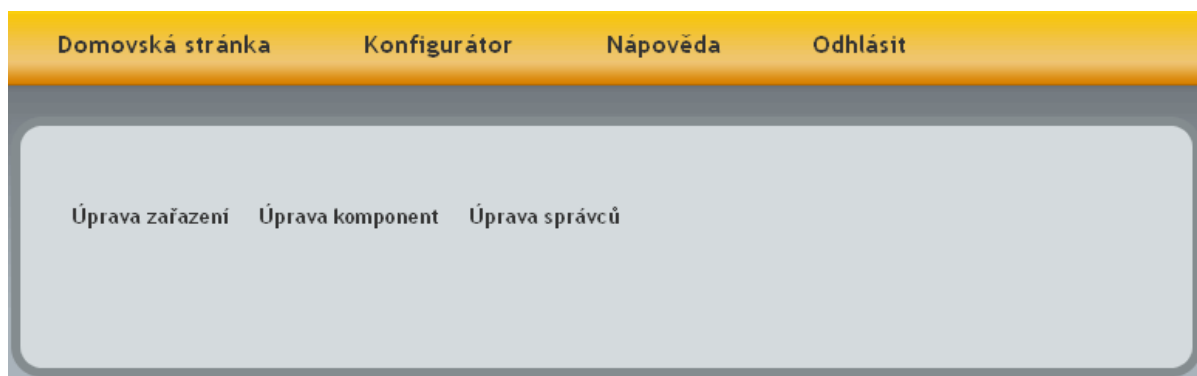 Domovská stránka Konfigurátor Nápověda Odhlásit
Úprava zařazení Úprava komponent Úprava správců